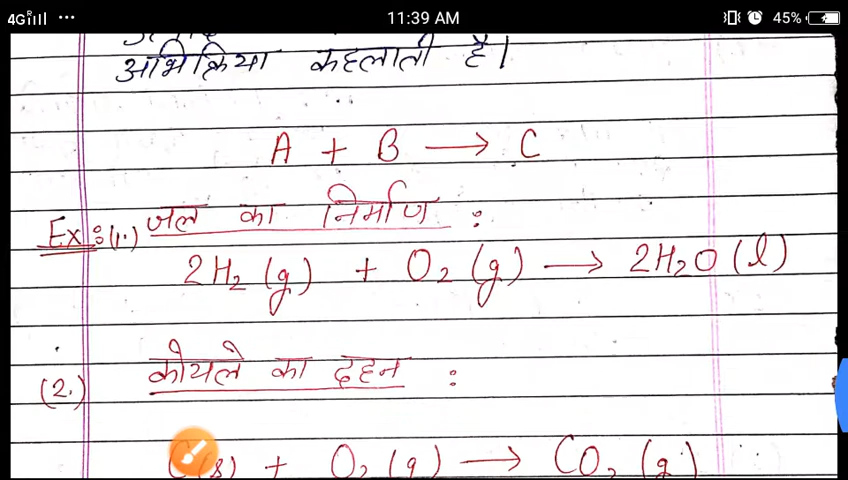 4G 11:39 AM 45%
अभिक्रिया कहलाती है।
A + B → C
Ex:(1.) जल का निर्माण :
2H₂ (g) + O₂ (g) → 2H₂O (l)
(2.) कोयले का दहन :
C(s) + O₂ (g) → CO₂ (g)